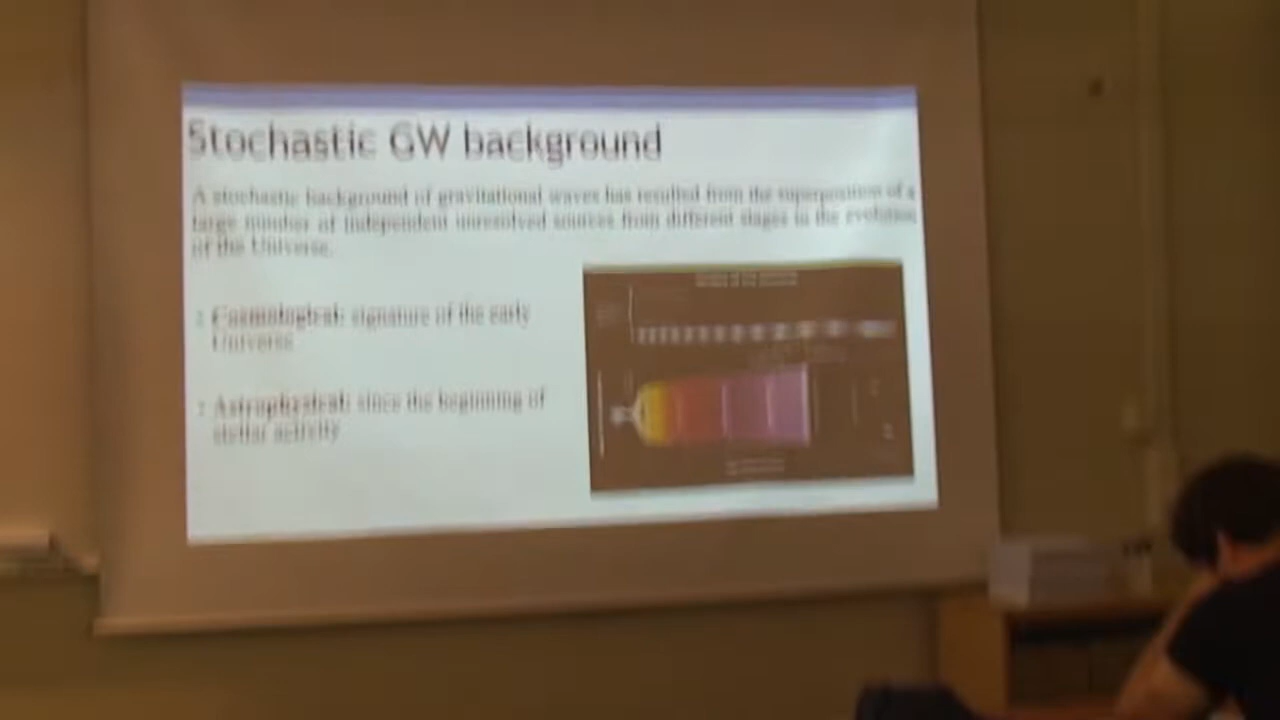 Stochastic GW background
A stochastic background of gravitational waves has resulted from the superposition of a
large number of independent unresolved sources from different stages in the evolution
of the Universe.
Cosmological: signature of the early
Universe
Astrophysical: since the beginning of
stellar activity